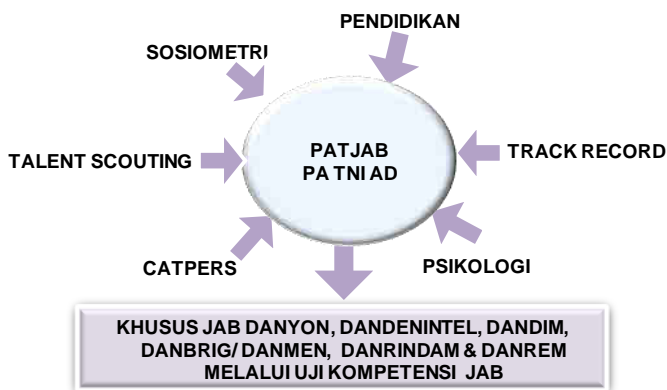 PENDIDIKAN
SOSIOMETRI
TALENT SCOUTING
PATJAB
PA TNI AD
TRACK RECORD
CATPERS
PSIKOLOGI
KHUSUS JAB DANYON, DANDENINTEL, DANDIM,
DANBRIG/ DANMEN, DANRINDAM & DANREM
MELALUI UJI KOMPETENSI JAB